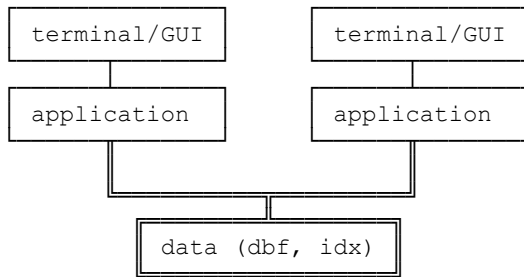 terminal/GUI terminal/GUI
application application
data (dbf, idx)